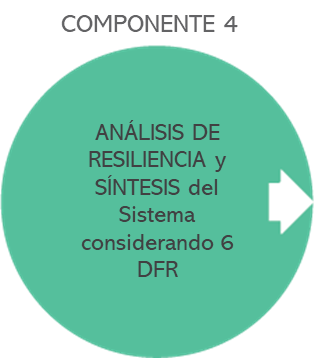 COMPONENTE 4
ANÁLISIS DE
RESILIENCIA y
SÍNTESIS del
Sistema
considerando 6
DFR